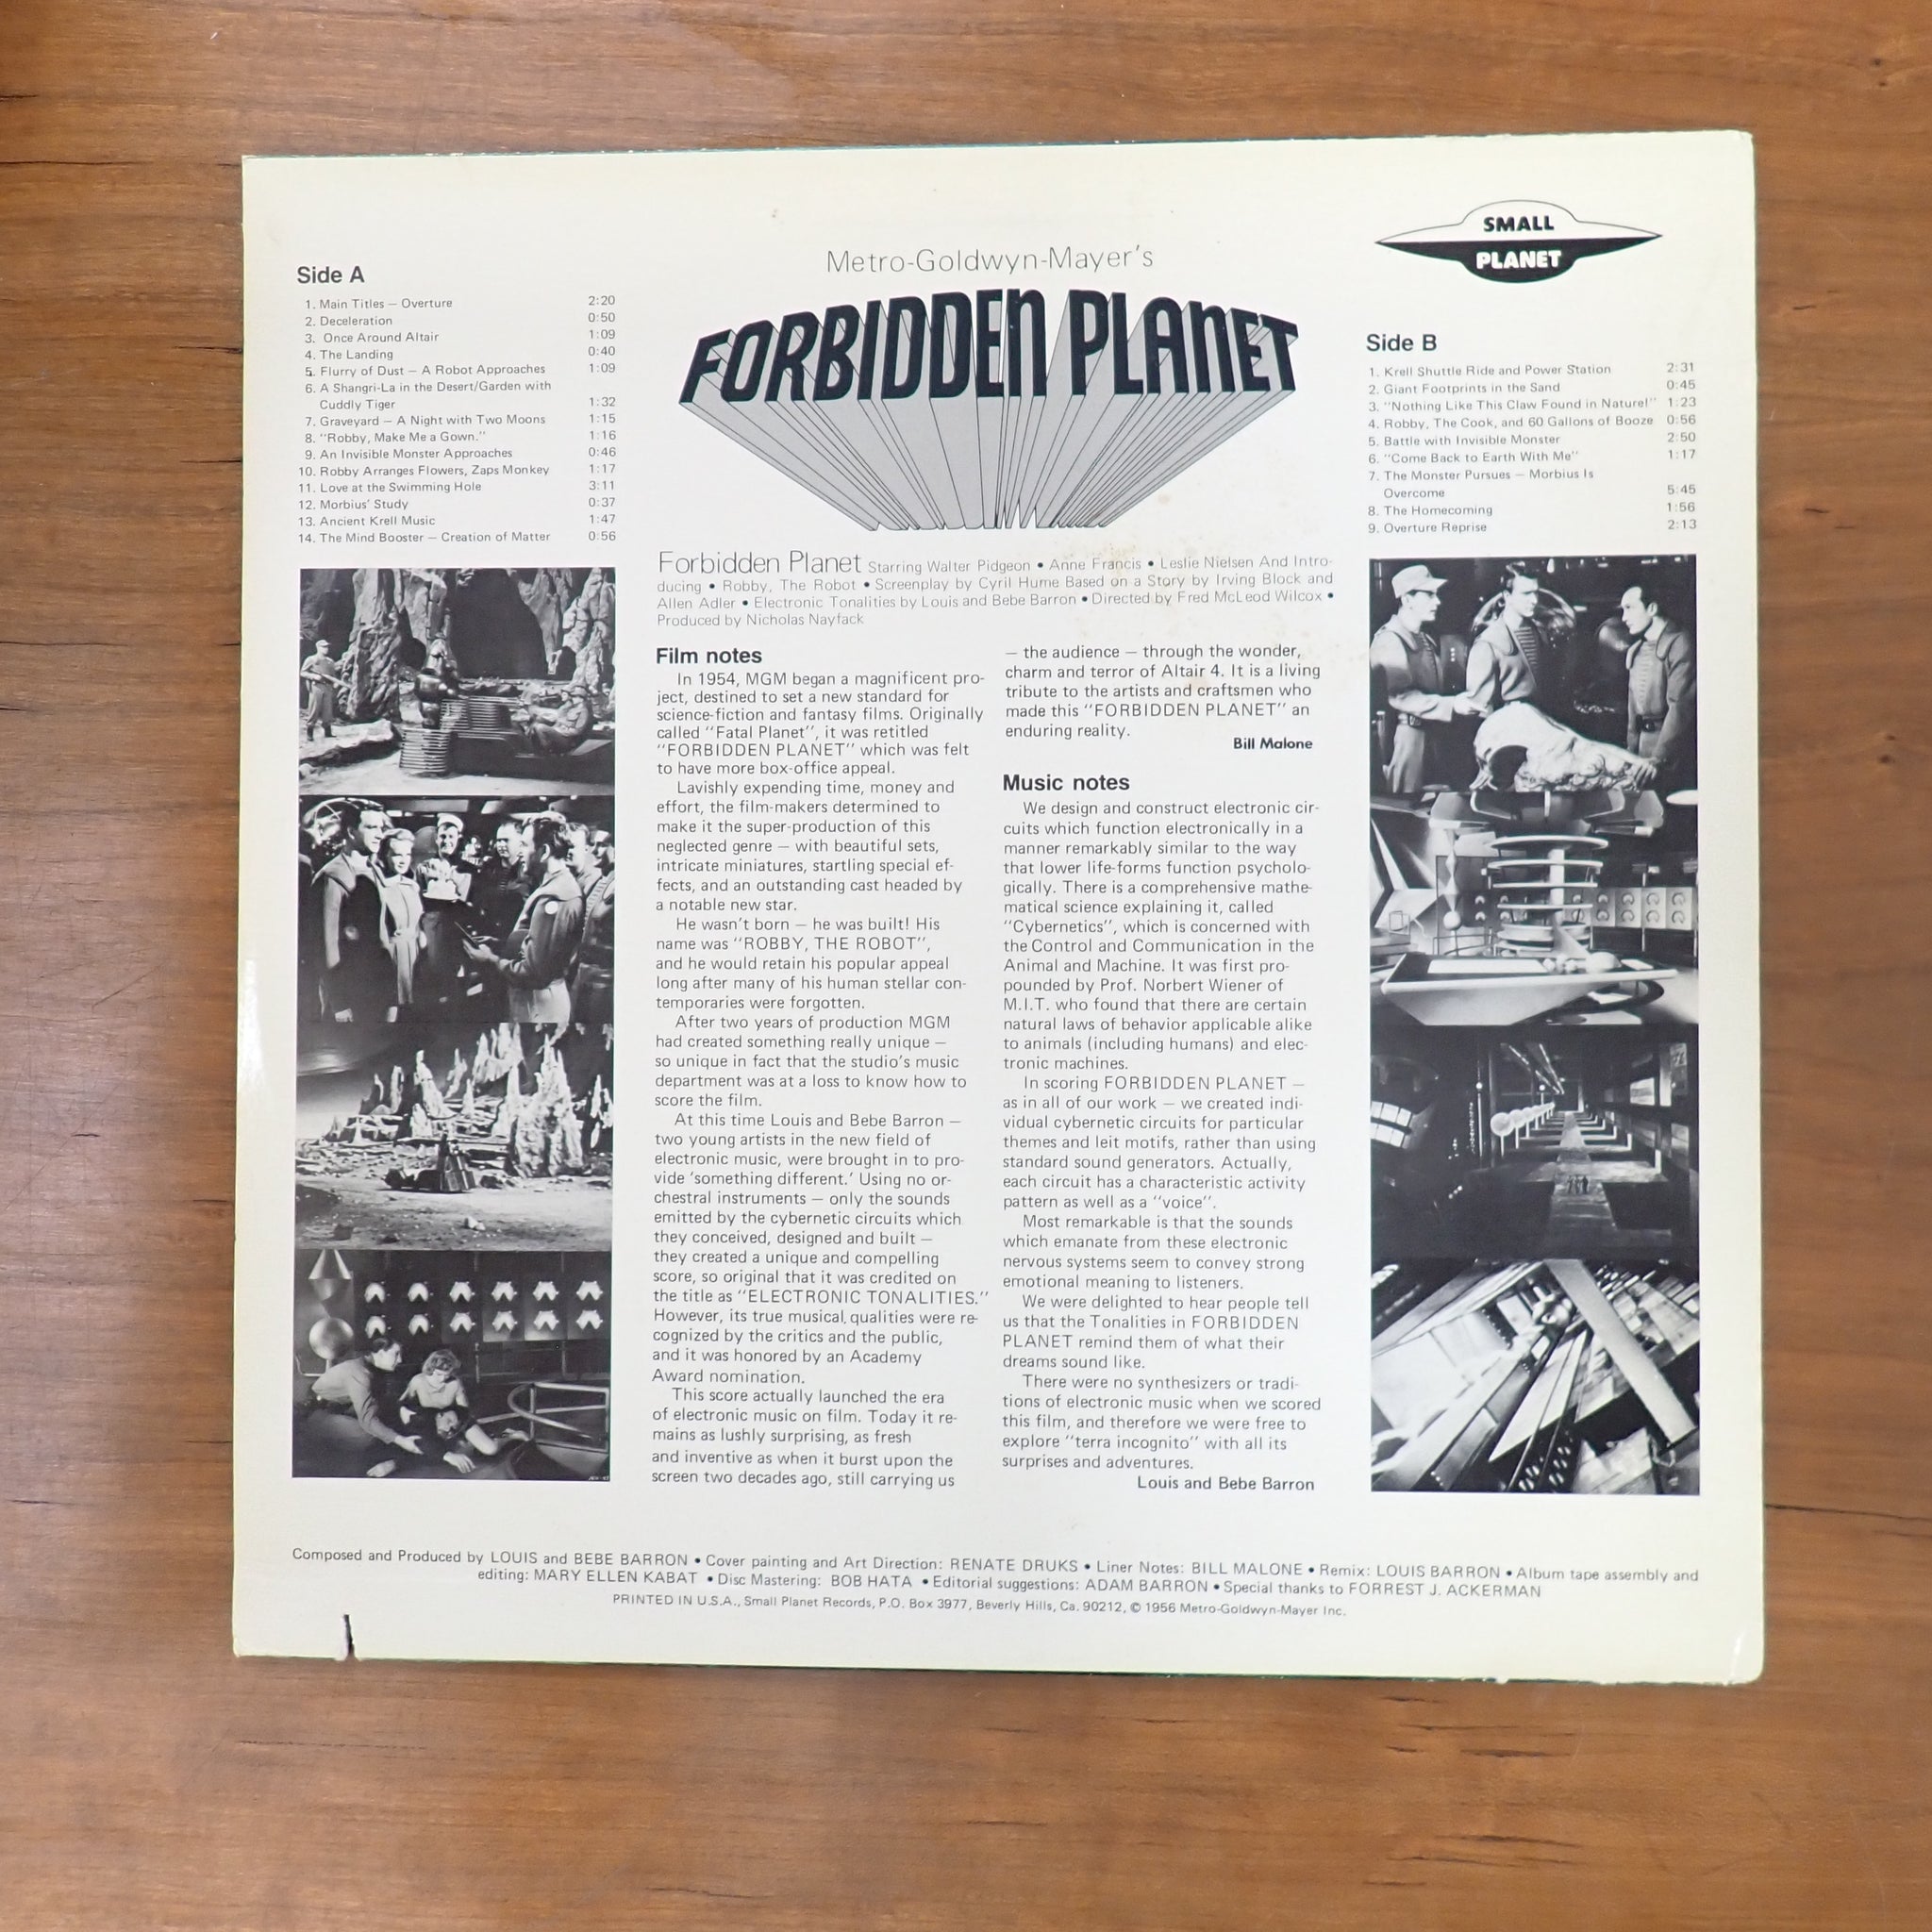 SMALL
PLANET
Metro-Goldwyn-Mayer's
FORBIDDEN PLANET
Side A
1. Main Titles — Overture 2:20
2. Deceleration 0:50
3. Once Around Altair 1:09
4. The Landing 0:40
5. Flurry of Dust — A Robot Approaches 1:09
6. A Shangri-La in the Desert/Garden with
Cuddly Tiger 1:32
7. Graveyard — A Night with Two Moons 1:15
8. "Robby, Make Me a Gown." 1:16
9. An Invisible Monster Approaches 0:46
10. Robby Arranges Flowers, Zaps Monkey 1:17
11. Love at the Swimming Hole 3:11
12. Morbius' Study 0:37
13. Ancient Krell Music 1:47
14. The Mind Booster — Creation of Matter 0:56
Side B
1. Krell Shuttle Ride and Power Station 2:31
2. Giant Footprints in the Sand 0:45
3. "Nothing Like This Claw Found in Nature!" 1:23
4. Robby, The Cook, and 60 Gallons of Booze 0:56
5. Battle with Invisible Monster 2:50
6. "Come Back to Earth With Me" 1:17
7. The Monster Pursues — Morbius Is
Overcome 5:45
8. The Homecoming 1:56
9. Overture Reprise 2:13
Forbidden Planet Starring Walter Pidgeon • Anne Francis • Leslie Nielsen And Intro-
ducing • Robby, The Robot • Screenplay by Cyril Hume Based on a Story by Irving Block and
Allen Adler • Electronic Tonalities by Louis and Bebe Barron • Directed by Fred McLeod Wilcox •
Produced by Nicholas Nayfack
Film notes
In 1954, MGM began a magnificent pro-
ject, destined to set a new standard for
science-fiction and fantasy films. Originally
called "Fatal Planet", it was retitled
"FORBIDDEN PLANET" which was felt
to have more box-office appeal.
Lavishly expending time, money and
effort, the film-makers determined to
make it the super-production of this
neglected genre — with beautiful sets,
intricate miniatures, startling special ef-
fects, and an outstanding cast headed by
a notable new star.
He wasn't born — he was built! His
name was "ROBBY, THE ROBOT",
and he would retain his popular appeal
long after many of his human stellar con-
temporaries were forgotten.
After two years of production MGM
had created something really unique —
so unique in fact that the studio's music
department was at a loss to know how to
score the film.
At this time Louis and Bebe Barron —
two young artists in the new field of
electronic music, were brought in to pro-
vide 'something different.' Using no or-
chestral instruments — only the sounds
emitted by the cybernetic circuits which
they conceived, designed and built —
they created a unique and compelling
score, so original that it was credited on
the title as "ELECTRONIC TONALITIES."
However, its true musical qualities were re-
cognized by the critics and the public,
and it was honored by an Academy
Award nomination.
This score actually launched the era
of electronic music on film. Today it re-
mains as lushly surprising, as fresh
and inventive as when it burst upon the
screen two decades ago, still carrying us
— the audience — through the wonder,
charm and terror of Altair 4. It is a living
tribute to the artists and craftsmen who
made this "FORBIDDEN PLANET" an
enduring reality.
Bill Malone
Music notes
We design and construct electronic cir-
cuits which function electronically in a
manner remarkably similar to the way
that lower life-forms function psycholo-
gically. There is a comprehensive mathe-
matical science explaining it, called
"Cybernetics", which is concerned with
the Control and Communication in the
Animal and Machine. It was first pro-
pounded by Prof. Norbert Wiener of
M.I.T. who found that there are certain
natural laws of behavior applicable alike
to animals (including humans) and elec-
tronic machines.
In scoring FORBIDDEN PLANET —
as in all of our work — we created indi-
vidual cybernetic circuits for particular
themes and leit motifs, rather than using
standard sound generators. Actually,
each circuit has a characteristic activity
pattern as well as a "voice".
Most remarkable is that the sounds
which emanate from these electronic
nervous systems seem to convey strong
emotional meaning to listeners.
We were delighted to hear people tell
us that the Tonalities in FORBIDDEN
PLANET remind them of what their
dreams sound like.
There were no synthesizers or tradi-
tions of electronic music when we scored
this film, and therefore we were free to
explore "terra incognito" with all its
surprises and adventures.
Louis and Bebe Barron
Composed and Produced by LOUIS and BEBE BARRON • Cover painting and Art Direction: RENATE DRUKS • Liner Notes: BILL MALONE • Remix: LOUIS BARRON • Album tape assembly and
editing: MARY ELLEN KABAT • Disc Mastering: BOB HATA • Editorial suggestions: ADAM BARRON • Special thanks to FORREST J. ACKERMAN
PRINTED IN U.S.A., Small Planet Records, P.O. Box 3977, Beverly Hills, Ca. 90212, © 1956 Metro-Goldwyn-Mayer Inc.